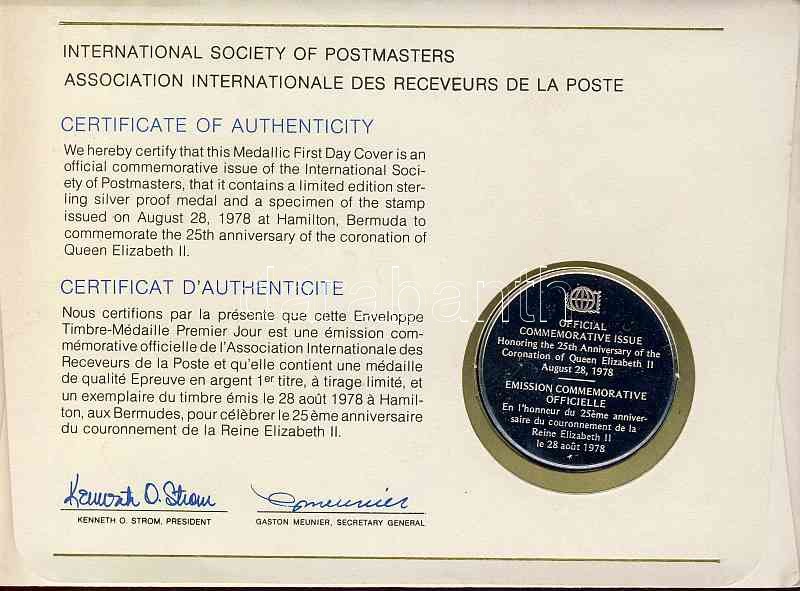 INTERNATIONAL SOCIETY OF POSTMASTERS
ASSOCIATION INTERNATIONALE DES RECEVEURS DE LA POSTE
CERTIFICATE OF AUTHENTICITY
We hereby certify that this Medallic First Day Cover is an
official commemorative issue of the International Soci-
ety of Postmasters, that it contains a limited edition ster-
ling silver proof medal and a specimen of the stamp
issued on August 28, 1978 at Hamilton, Bermuda to
commemorate the 25th anniversary of the coronation of
Queen Elizabeth II.
CERTIFICAT D'AUTHENTICITE
Nous certifions par la présente que cette Enveloppe
Timbre-Médaille Premier Jour est une émission com-
mémorative officielle de l'Association Internationale des
Receveurs de la Poste et qu'elle contient une médaille
de qualité Epreuve en argent 1er titre, à tirage limité, et
un exemplaire du timbre émis le 28 août 1978 à Hamil-
ton, aux Bermudes, pour célébrer le 25 ème anniversaire
du couronnement de la Reine Elizabeth II.
Kenneth O. Strom
KENNETH O. STROM, PRESIDENT
Gmeunier
GASTON MEUNIER, SECRETARY GENERAL
OFFICIAL
COMMEMORATIVE ISSUE
Honoring the 25th Anniversary of the
Coronation of Queen Elizabeth II
August 28, 1978
EMISSION COMMEMORATIVE
OFFICIELLE
En l'honneur du 25ème anniver-
saire du couronnement de la
Reine Elizabeth II
le 28 août 1978
darabanth